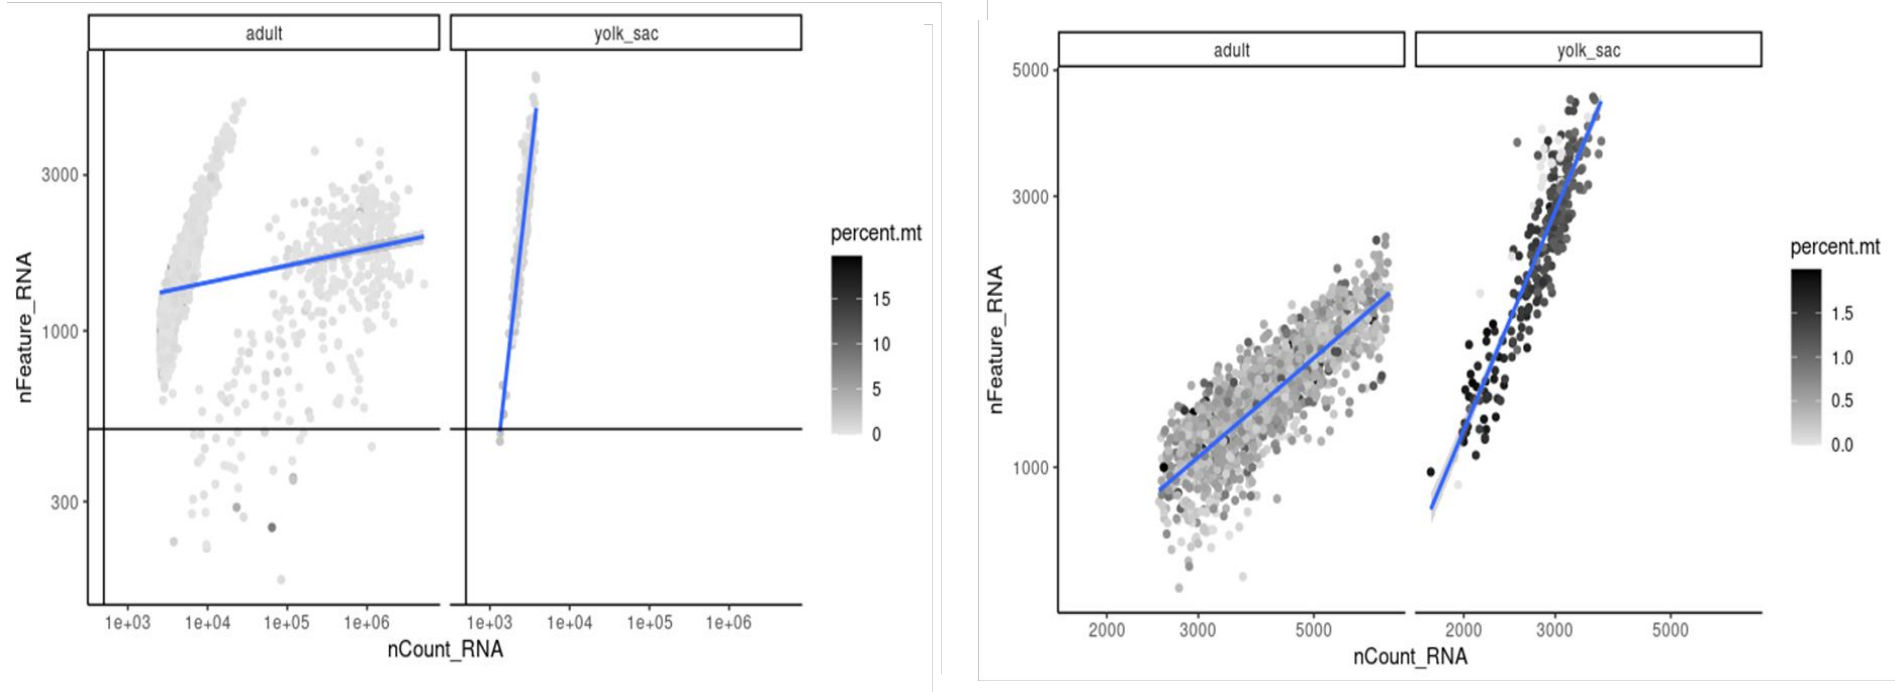 adult yolk_sac
nFeature_RNA
3000
1000
300
1e+03 1e+04 1e+05 1e+06 1e+03 1e+04 1e+05 1e+06
nCount_RNA
percent.mt
15
10
5
0
adult yolk_sac
nFeature_RNA
5000
3000
1000
2000 3000 5000 2000 3000 5000
nCount_RNA
percent.mt
1.5
1.0
0.5
0.0